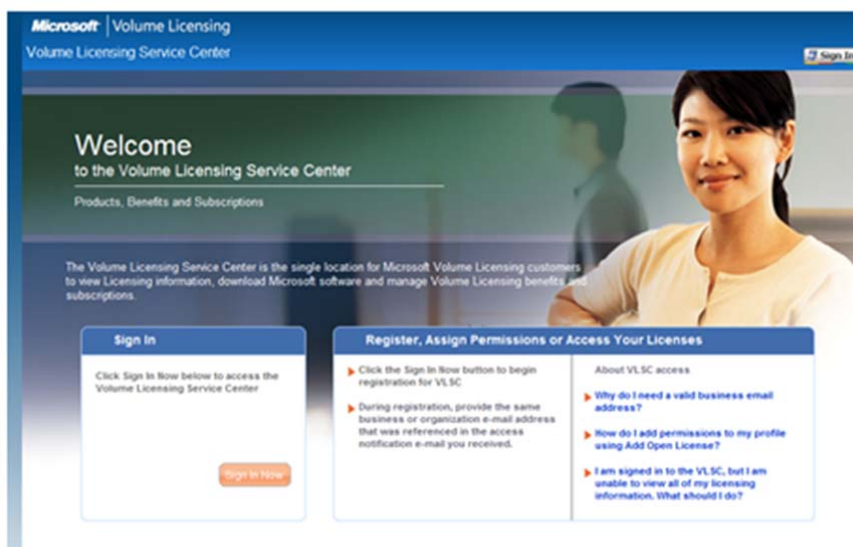 Microsoft Volume Licensing
Volume Licensing Service Center
Sign In
Welcome
to the Volume Licensing Service Center
Products, Benefits and Subscriptions
The Volume Licensing Service Center is the single location for Microsoft Volume Licensing customers
to view Licensing information, download Microsoft software and manage Volume Licensing benefits and
subscriptions.
Sign In
Click Sign In Now below to access the
Volume Licensing Service Center
Sign In Now
Register, Assign Permissions or Access Your Licenses
Click the Sign In Now button to begin
registration for VLSC
During registration, provide the same
business or organization e-mail address
that was referenced in the access
notification e-mail you received.
About VLSC access
Why do I need a valid business email
address?
How do I add permissions to my profile
using Add Open License?
I am signed in to the VLSC, but I am
unable to view all of my licensing
information. What should I do?